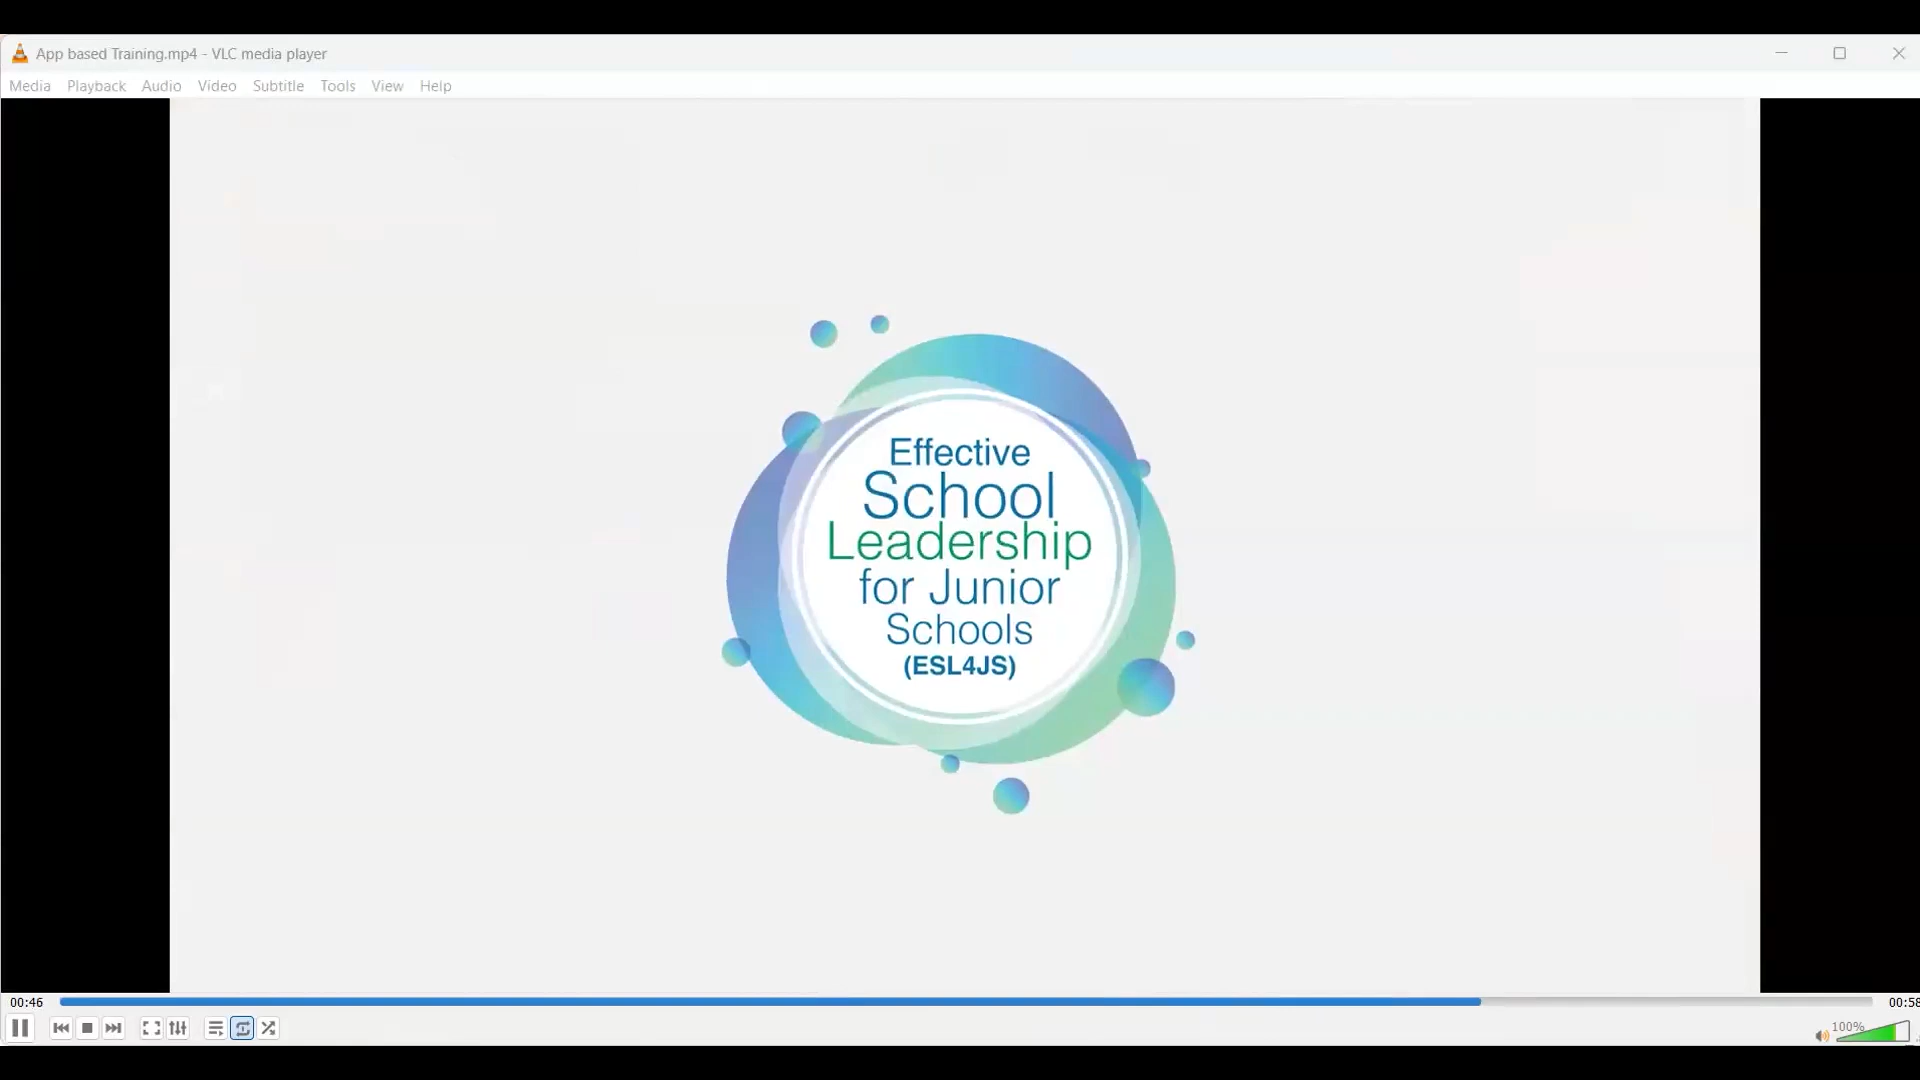 App based Training.mp4 - VLC media player
Media Playback Audio Video Subtitle Tools View Help
Effective
School
Leadership
for Junior
Schools
(ESL4JS)
00:46
00:58
100%